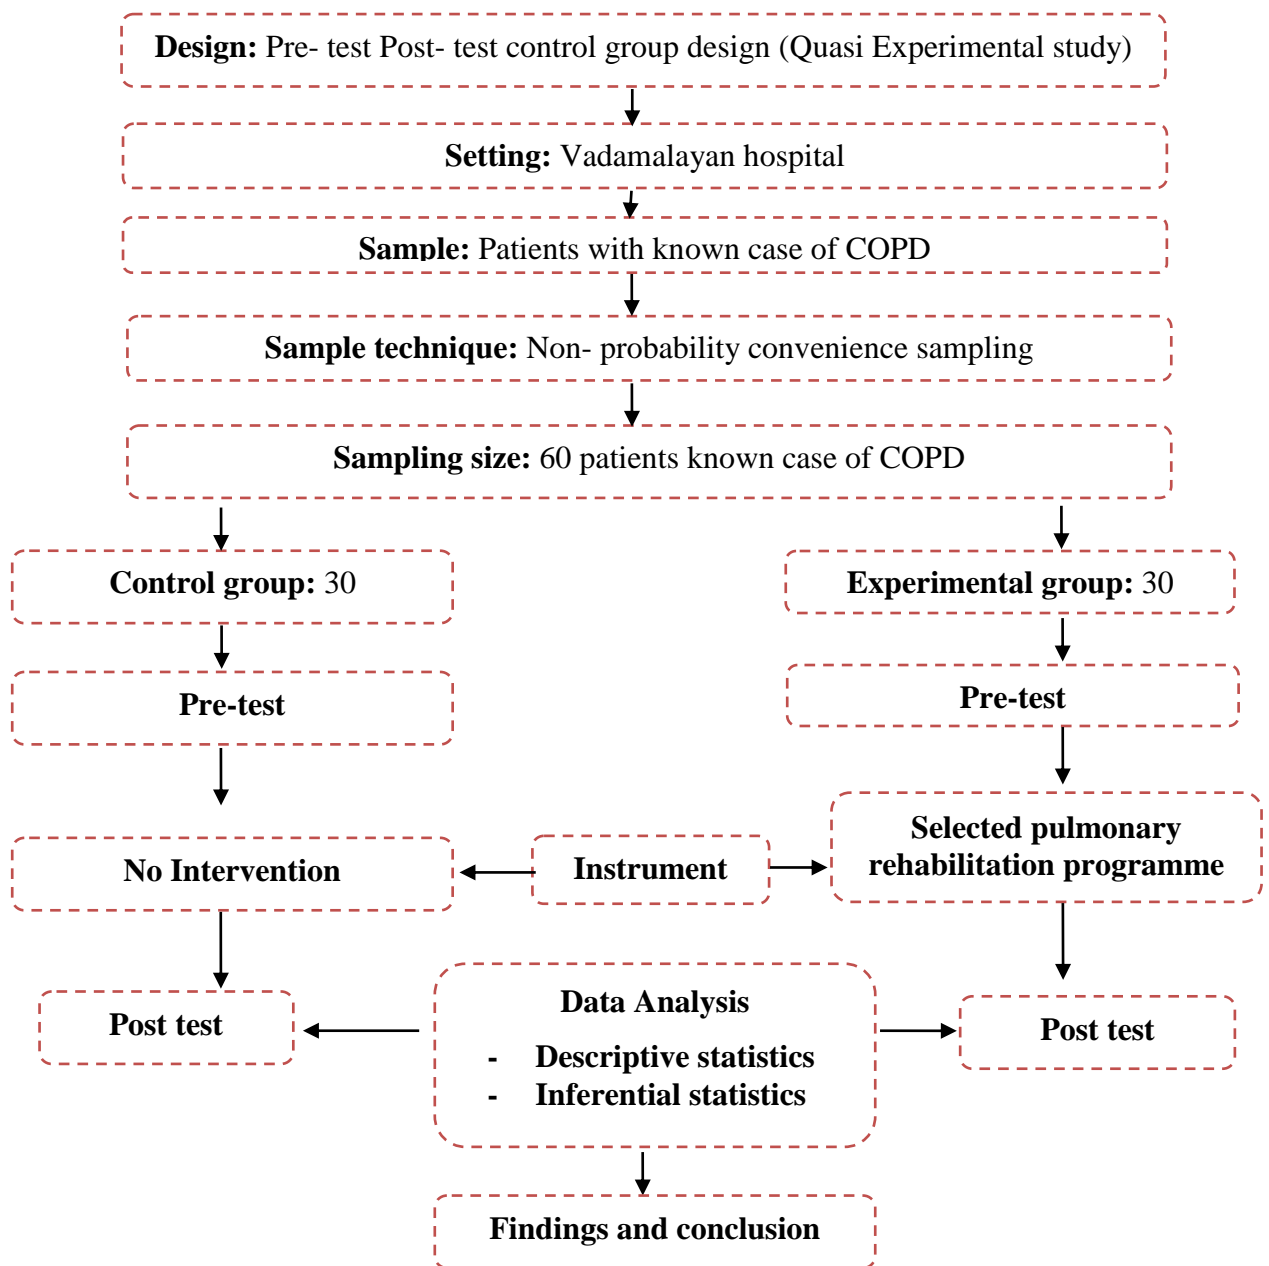 Design: Pre- test Post- test control group design (Quasi Experimental study)
Setting: Vadamalayan hospital
Sample: Patients with known case of COPD
Sample technique: Non- probability convenience sampling
Sampling size: 60 patients known case of COPD
Control group: 30
Experimental group: 30
Pre-test
Pre-test
No Intervention
Instrument
Selected pulmonary
rehabilitation programme
Post test
Data Analysis
- Descriptive statistics
- Inferential statistics
Post test
Findings and conclusion